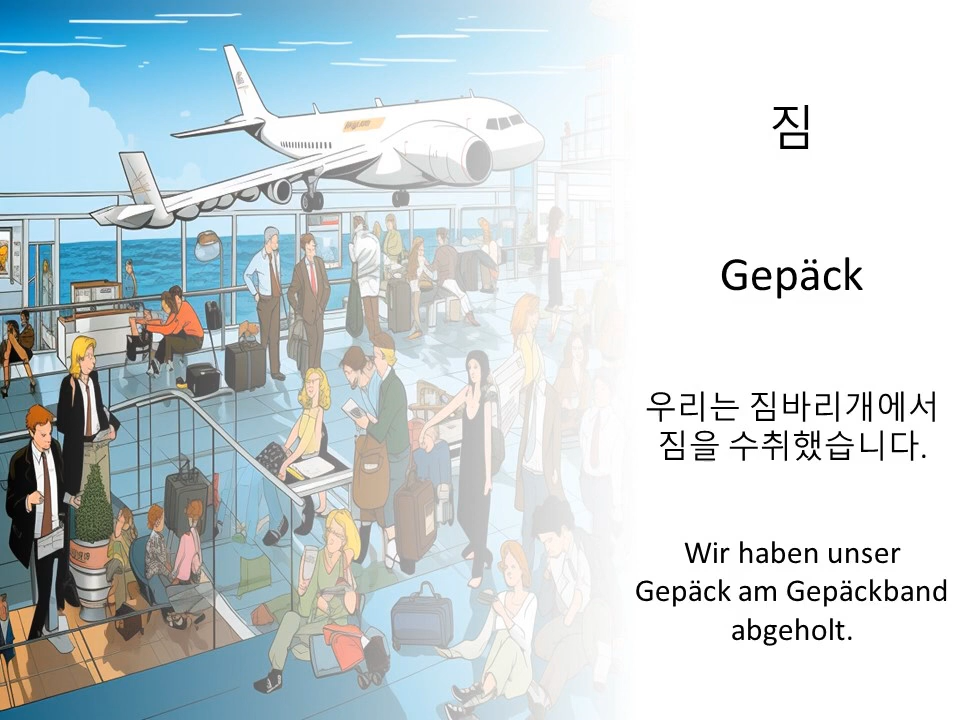 짐
Gepäck
우리는 짐바리개에서
짐을 수취했습니다.
Wir haben unser
Gepäck am Gepäckband
abgeholt.